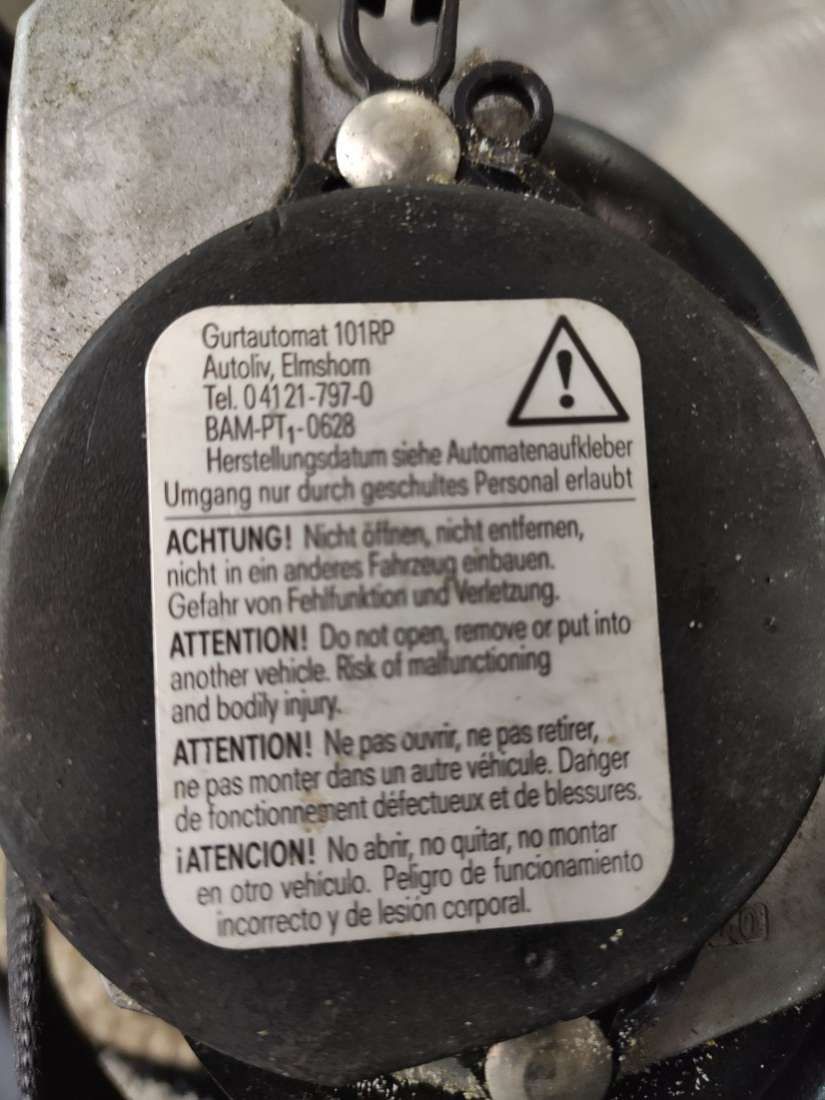 Gurtautomat 101RP
Autoliv, Elmshorn
Tel. 04121-797-0
BAM-PT₁-0628
Herstellungsdatum siehe Automatenaufkleber
Umgang nur durch geschultes Personal erlaubt
ACHTUNG! Nicht öffnen, nicht entfernen,
nicht in ein anderes Fahrzeug einbauen.
Gefahr von Fehlfunktion und Verletzung.
ATTENTION! Do not open, remove or put into
another vehicle. Risk of malfunctioning
and bodily injury.
ATTENTION! Ne pas ouvrir, ne pas retirer,
ne pas monter dans un autre véhicule. Danger
de fonctionnement défectueux et de blessures.
¡ATENCION! No abrir, no quitar, no montar
en otro vehículo. Peligro de funcionamiento
incorrecto y de lesión corporal.